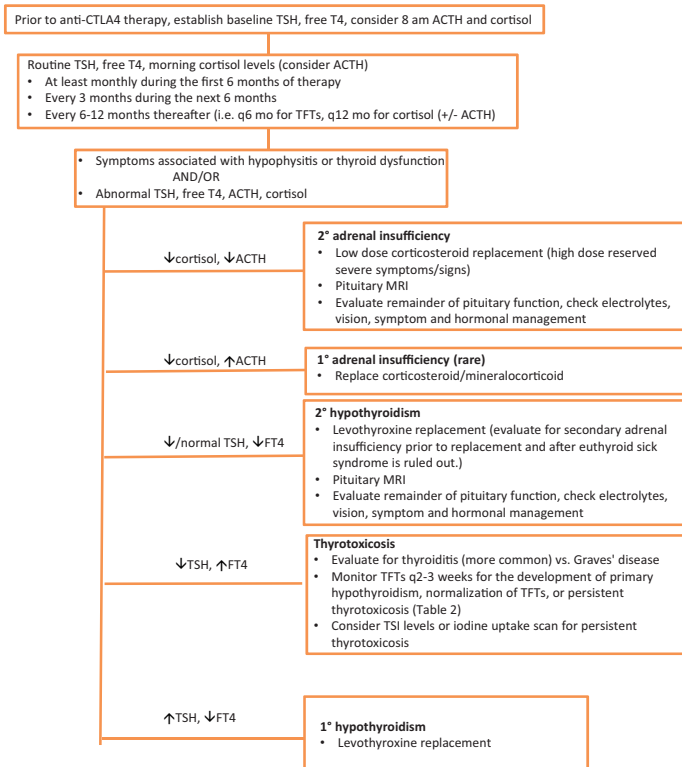 Prior to anti-CTLA4 therapy, establish baseline TSH, free T4, consider 8 am ACTH and cortisol
Routine TSH, free T4, morning cortisol levels (consider ACTH)
• At least monthly during the first 6 months of therapy
• Every 3 months during the next 6 months
• Every 6-12 months thereafter (i.e. q6 mo for TFTs, q12 mo for cortisol (+/- ACTH)
• Symptoms associated with hypophysitis or thyroid dysfunction
AND/OR
• Abnormal TSH, free T4, ACTH, cortisol
↓cortisol, ↓ACTH
2° adrenal insufficiency
• Low dose corticosteroid replacement (high dose reserved
severe symptoms/signs)
• Pituitary MRI
• Evaluate remainder of pituitary function, check electrolytes,
vision, symptom and hormonal management
↓cortisol, ↑ACTH
1° adrenal insufficiency (rare)
• Replace corticosteroid/mineralocorticoid
↓/normal TSH, ↓FT4
2° hypothyroidism
• Levothyroxine replacement (evaluate for secondary adrenal
insufficiency prior to replacement and after euthyroid sick
syndrome is ruled out.)
• Pituitary MRI
• Evaluate remainder of pituitary function, check electrolytes,
vision, symptom and hormonal management
↓TSH, ↑FT4
Thyrotoxicosis
• Evaluate for thyroiditis (more common) vs. Graves' disease
• Monitor TFTs q2-3 weeks for the development of primary
hypothyroidism, normalization of TFTs, or persistent
thyrotoxicosis (Table 2)
• Consider TSI levels or iodine uptake scan for persistent
thyrotoxicosis
↑TSH, ↓FT4
1° hypothyroidism
• Levothyroxine replacement